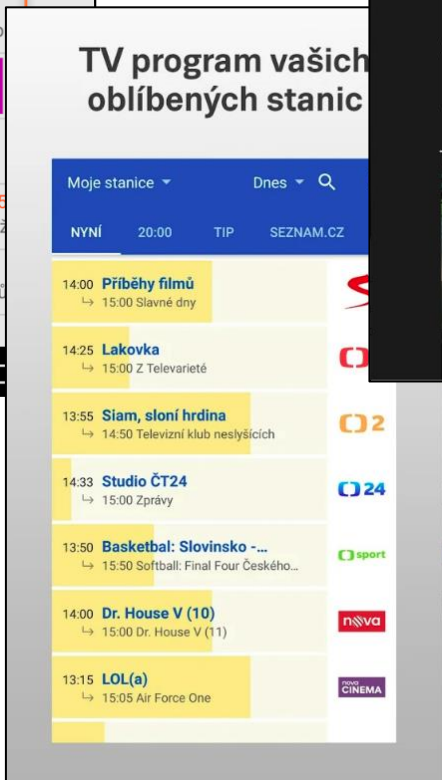 TV program vašich
oblíbených stanic
Moje stanice
Dnes
NYNÍ 20:00 TIP SEZNAM.CZ
14:00 Příběhy filmů
15:00 Slavné dny
14:25 Lakovka
15:00 Z Televarieté
13:55 Siam, sloní hrdina
14:50 Televizní klub neslyšících
2
14:33 Studio ČT24
15:00 Zprávy
24
13:50 Basketbal: Slovinsko -...
15:50 Softball: Final Four Českého...
sport
14:00 Dr. House V (10)
15:00 Dr. House V (11)
nova
13:15 LOL(a)
15:05 Air Force One
nova
CINEMA